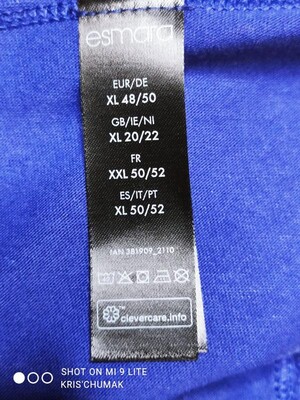 esmara
EUR/DE
XL 48/50
GB/IE/NI
XL 20/22
FR
XXL 50/52
ES/IT/PT
XL 50/52
IAN 381909_2110
clevercare.info
SHOT ON MI 9 LITE
KRIS'CHUMAK